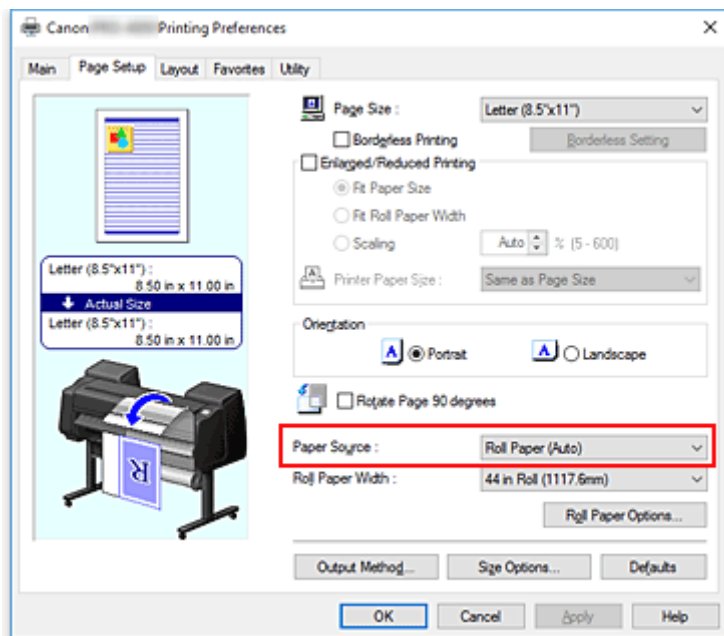 Canon Printing Preferences
Main Page Setup Layout Favorites Utility
Page Size : Letter (8.5"x11")
Borderless Printing Borderless Setting
Enlarged/Reduced Printing
Fit Paper Size
Fit Roll Paper Width
Scaling Auto % (5 - 600)
Printer Paper Size : Same as Page Size
Letter (8.5"x11") :
8.50 in x 11.00 in
Actual Size
Letter (8.5"x11") :
8.50 in x 11.00 in
Orientation
A Portrait A Landscape
Rotate Page 90 degrees
Paper Source : Roll Paper (Auto)
Roll Paper Width : 44 in Roll (1117.6mm)
Roll Paper Options...
R
Output Method... Size Options... Defaults
OK Cancel Apply Help